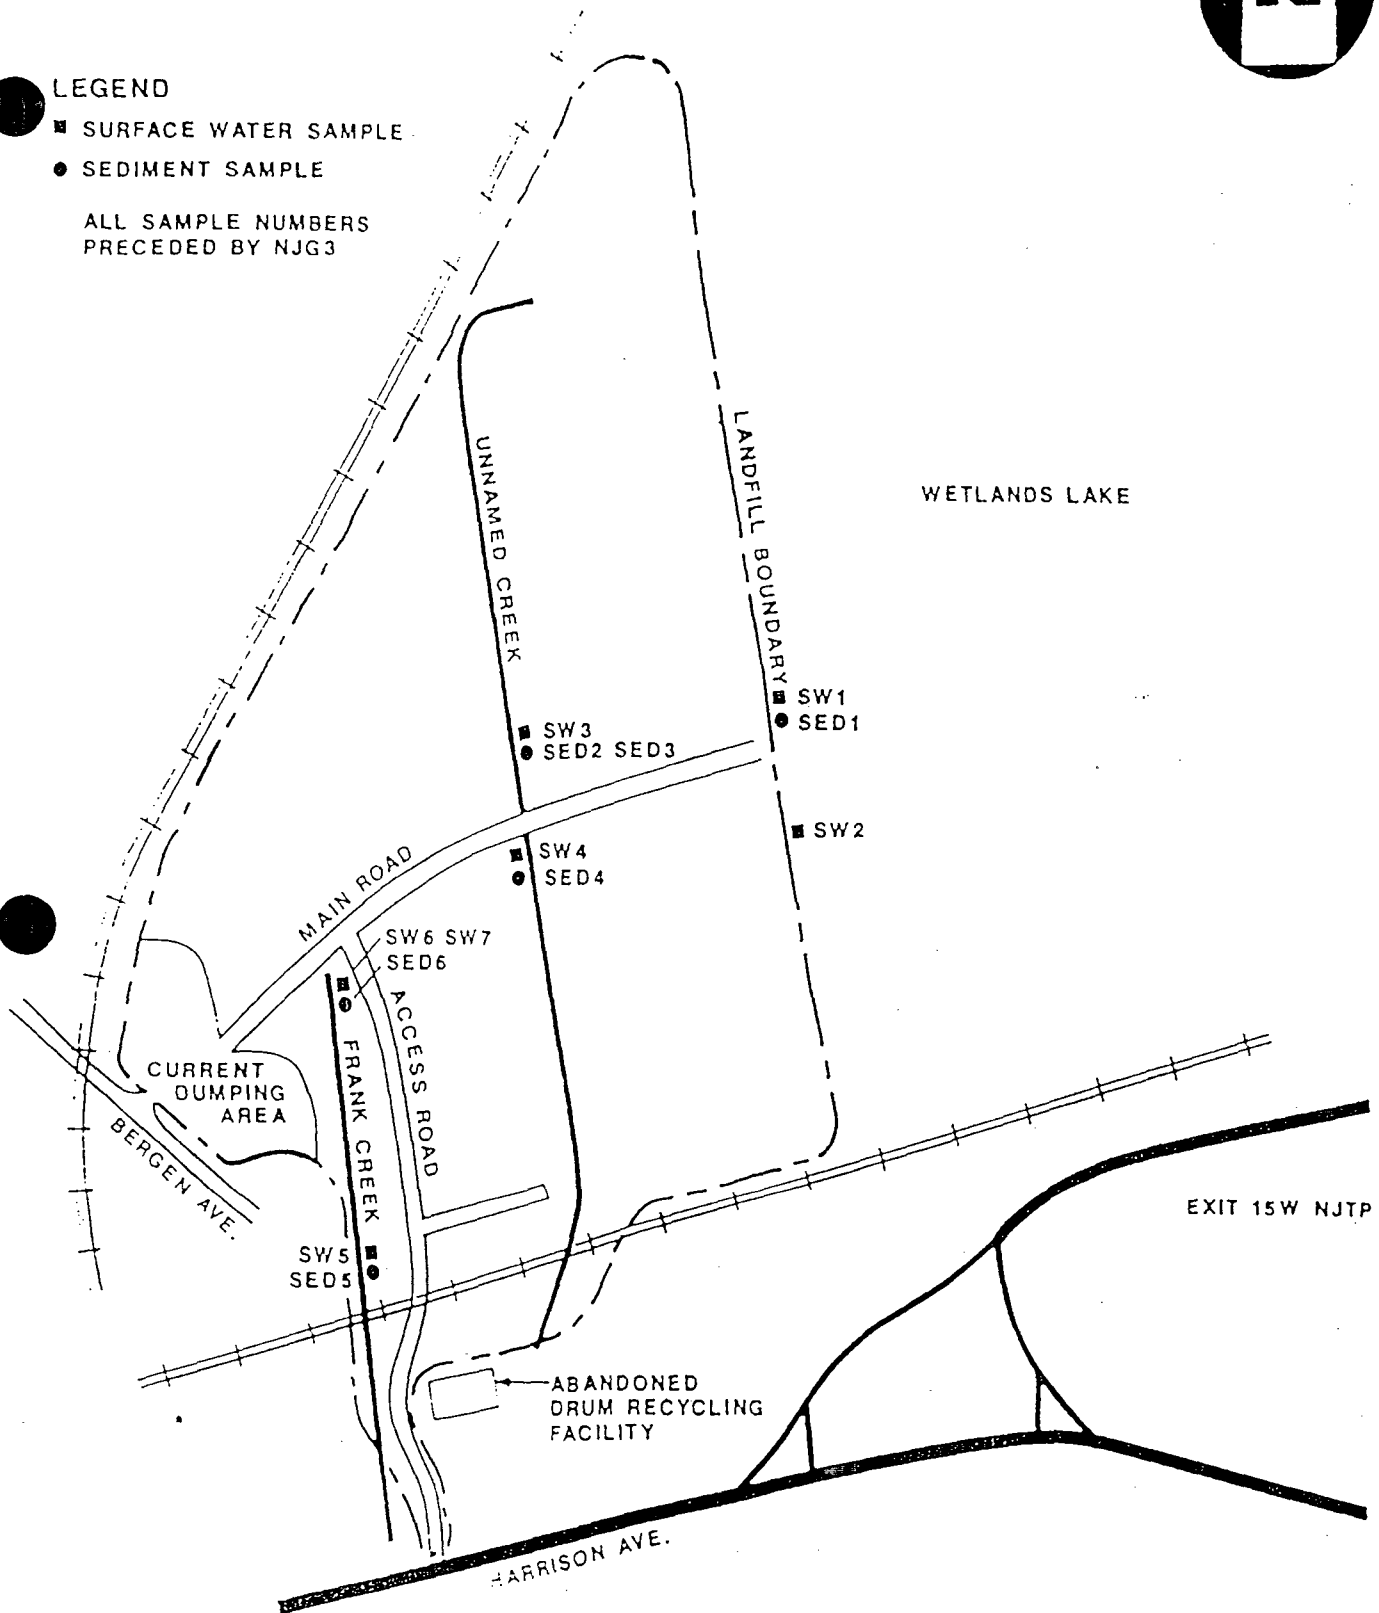 LEGEND
SURFACE WATER SAMPLE
SEDIMENT SAMPLE
ALL SAMPLE NUMBERS
PRECEDED BY NJG3
UNNAMED CREEK
LANDFILL BOUNDARY
WETLANDS LAKE
SW1
SED1
SW3
SED2 SED3
SW2
SW4
SED4
MAIN ROAD
SW6 SW7
SED6
ACCESS ROAD
FRANK CREEK
CURRENT
DUMPING
AREA
BERGEN AVE.
EXIT 15W NJTP
SW5
SED5
ABANDONED
DRUM RECYCLING
FACILITY
HARRISON AVE.